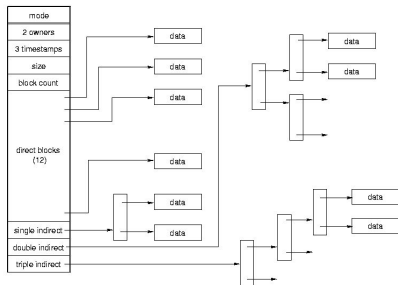 mode
2 owners
3 timestamps
size
block count
direct blocks
(12)
single indirect
double indirect
triple indirect
data
data
data
data
data
data
data
data
data
data